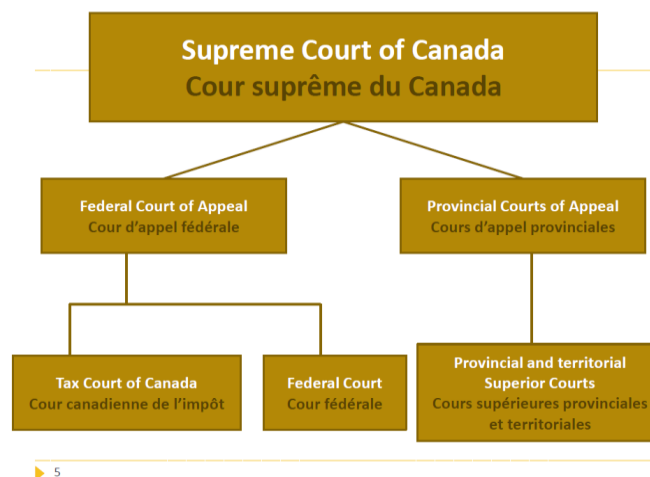 Supreme Court of Canada
Cour suprême du Canada
Federal Court of Appeal
Cour d’appel fédérale
Provincial Courts of Appeal
Cours d’appel provinciales
Tax Court of Canada
Cour canadienne de l’impôt
Federal Court
Cour fédérale
Provincial and territorial
Superior Courts
Cours supérieures provinciales
et territoriales
5